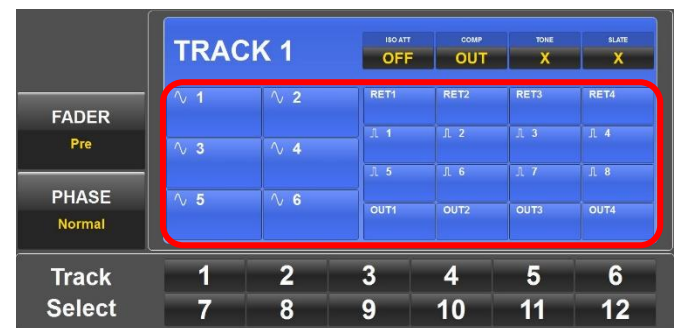 TRACK 1
ISO ATT COMP TONE SLATE
OFF OUT X X
FADER
Pre
PHASE
Normal
1 2 RET1 RET2 RET3 RET4
1 2 3 4
3 4
5 6 7 8
5 6 OUT1 OUT2 OUT3 OUT4
Track Select
1 2 3 4 5 6
7 8 9 10 11 12